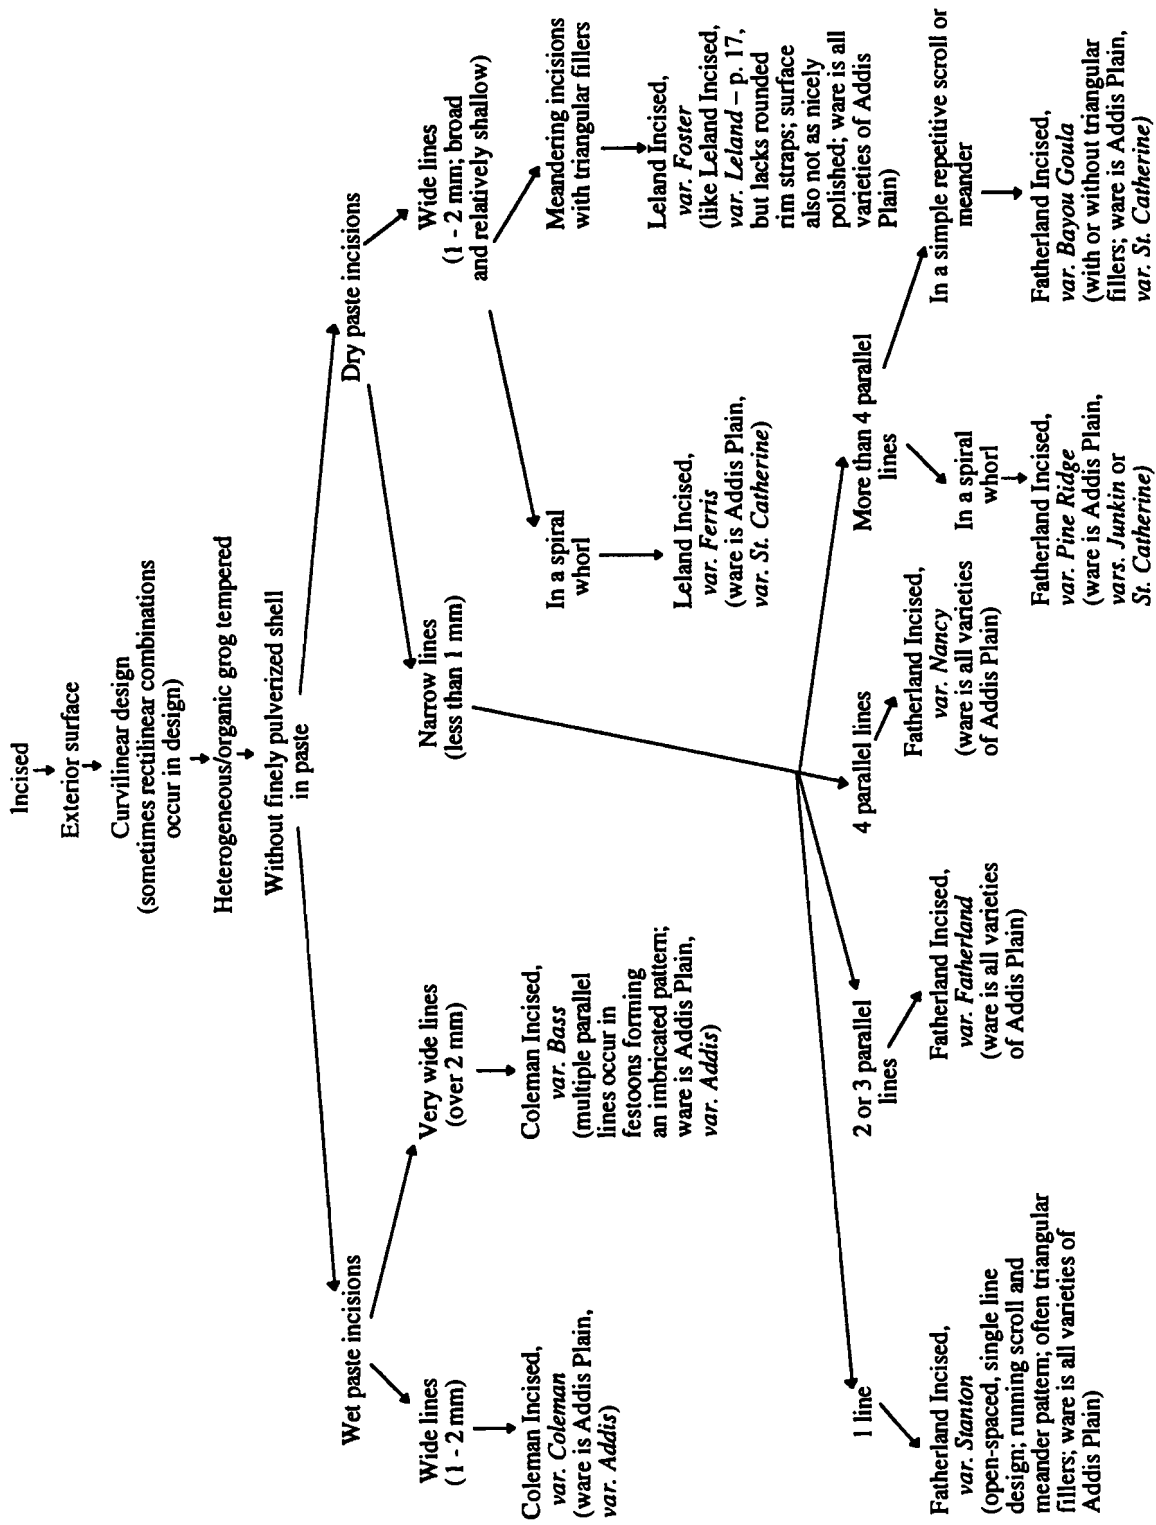 Incised
Exterior surface
Curvilinear design
(sometimes rectilinear combinations
occur in design)
Heterogeneous/organic grog tempered
Without finely pulverized shell
in paste
Wet paste incisions
Dry paste incisions
Wide lines
(1 - 2 mm)
Very wide lines
(over 2 mm)
Narrow lines
(less than 1 mm)
Wide lines
(1 - 2 mm; broad
and relatively shallow)
Coleman Incised,
var. Coleman
(ware is Addis Plain,
var. Addis)
Coleman Incised,
var. Bass
(multiple parallel
lines occur in
festoons forming
an imbricated pattern;
ware is Addis Plain,
var. Addis)
In a spiral
whorl
Meandering incisions
with triangular fillers
Leland Incised,
var. Ferris
(ware is Addis Plain,
var. St. Catherine)
Leland Incised,
var. Foster
(like Leland Incised,
var. Leland – p. 17,
but lacks rounded
rim straps; surface
also not as nicely
polished; ware is all
varieties of Addis
Plain)
1 line
2 or 3 parallel
lines
4 parallel lines
More than 4 parallel
lines
Fatherland Incised,
var. Stanton
(open-spaced, single line
design; running scroll and
meander pattern; often triangular
fillers; ware is all varieties of
Addis Plain)
Fatherland Incised,
var. Fatherland
(ware is all varieties
of Addis Plain)
Fatherland Incised,
var. Nancy
(ware is all varieties
of Addis Plain)
In a spiral
whorl
In a simple repetitive scroll or
meander
Fatherland Incised,
var. Pine Ridge
(ware is Addis Plain,
vars. Junkin or
St. Catherine)
Fatherland Incised,
var. Bayou Goula
(with or without triangular
fillers; ware is Addis Plain,
var. St. Catherine)